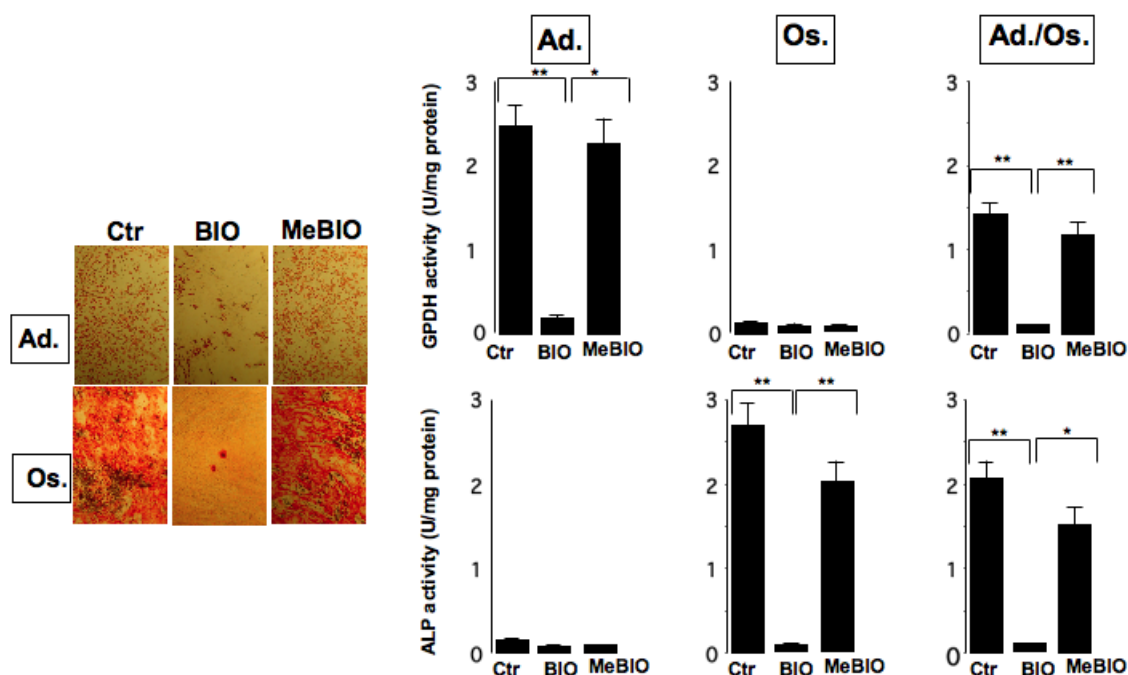 Ctr BIO MeBIO
Ad.
Os.
Ad. Os. Ad./Os.
GPDH activity (U/mg protein)
3
2
1
0
** *
Ctr BIO MeBIO
3
2
1
0
Ctr BIO MeBIO
3
2
1
0
** **
Ctr BIO MeBIO
ALP activity (U/mg protein)
3
2
1
0
Ctr BIO MeBIO
3
2
1
0
** **
Ctr BIO MeBIO
3
2
1
0
** *
Ctr BIO MeBIO